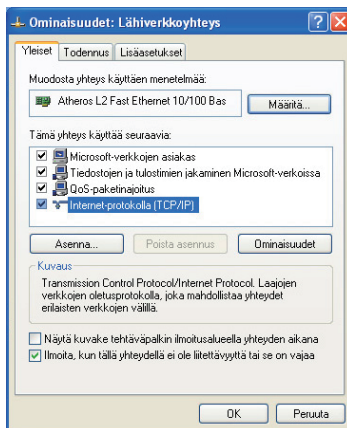 Ominaisuudet: Lähiverkkoyhteys
Yleiset Todennus Lisäasetukset
Muodosta yhteys käyttäen menetelmää:
Atheros L2 Fast Ethernet 10/100 Bas
Määritä...
Tämä yhteys käyttää seuraavia:
Microsoft-verkkojen asiakas
Tiedostojen ja tulostimien jakaminen Microsoft-verkoissa
QoS-paketinajoitus
Internet-protokolla (TCP/IP)
Asenna... Poista asennus Ominaisuudet
Kuvaus
Transmission Control Protocol/Internet Protocol. Laajojen
verkkojen oletusprotokolla, joka mahdollistaa yhteydet
erilaisten verkkojen välillä.
Näytä kuvake tehtäväpalkin ilmoitusalueella yhteyden aikana
Ilmoita, kun tällä yhteydellä ei ole liitettävyyttä tai se on vajaa
OK Peruuta